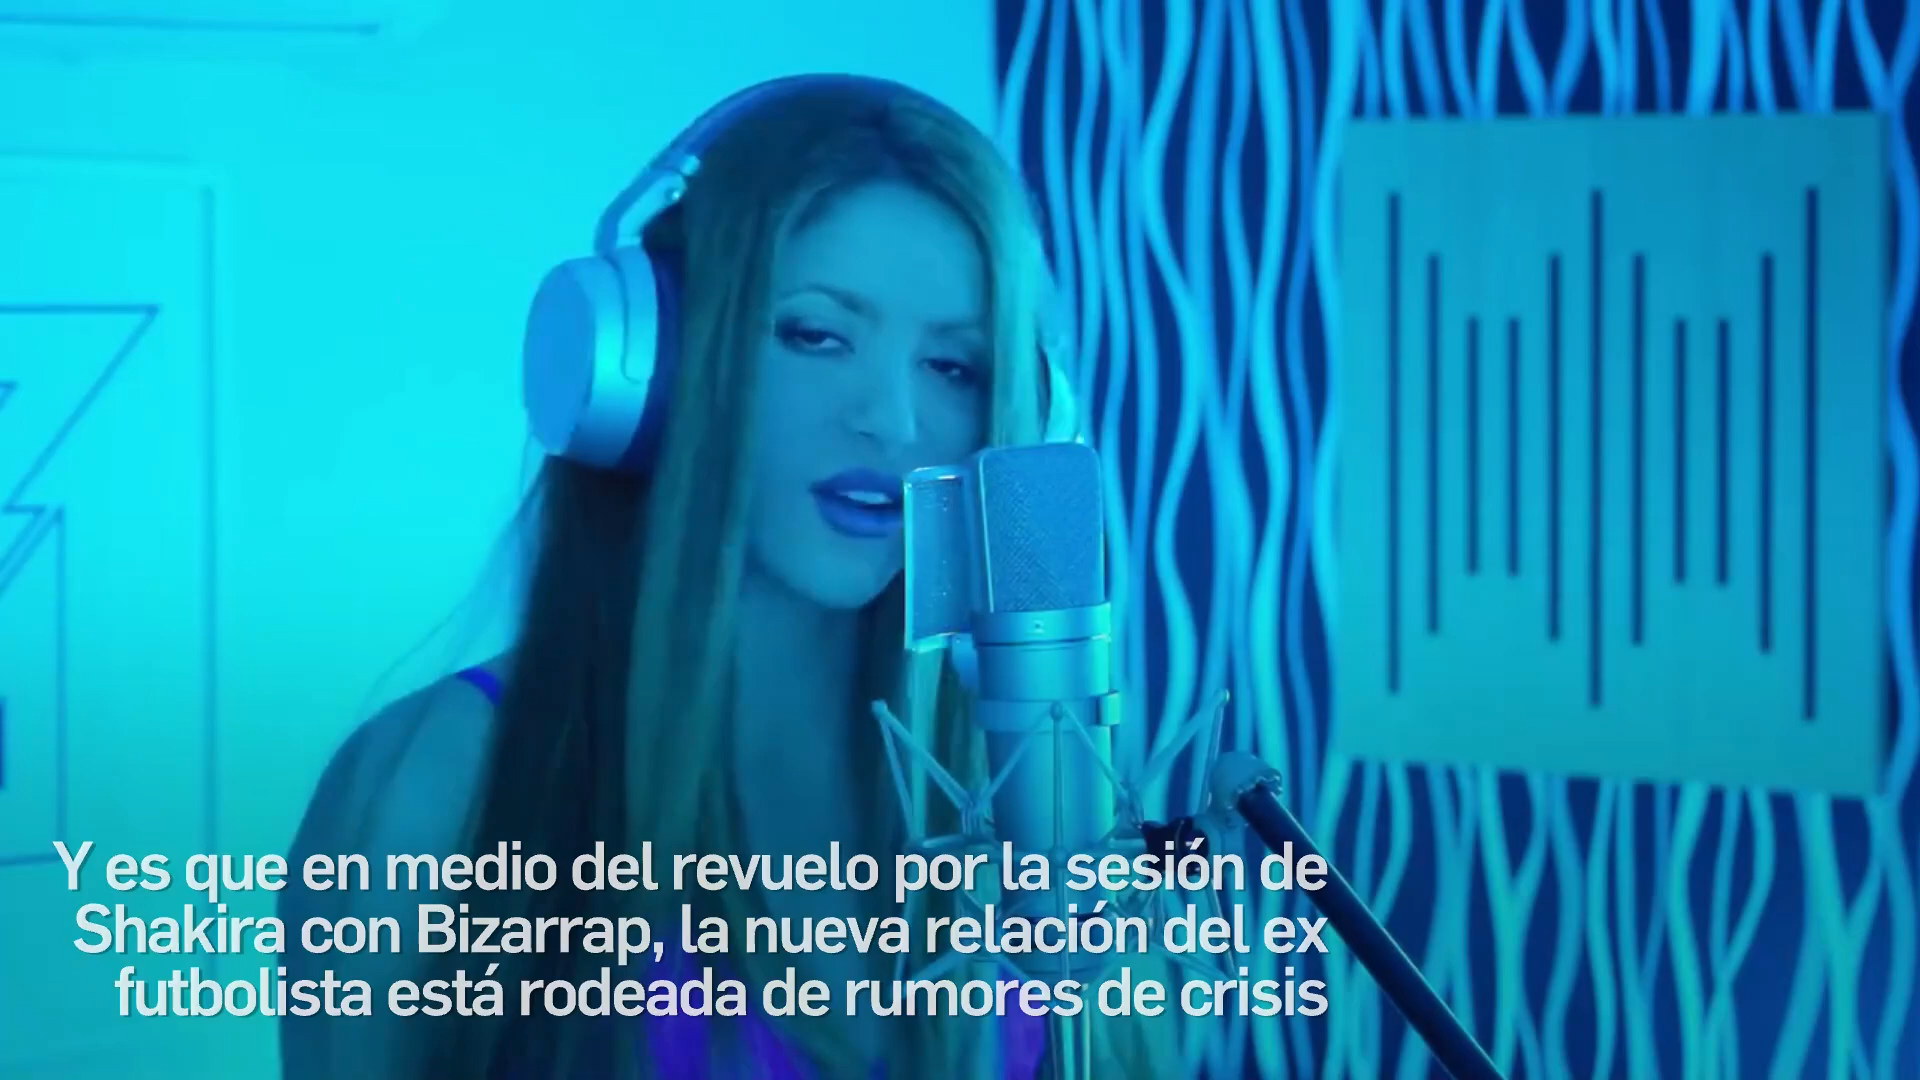 Y es que en medio del revuelo por la sesión de
Shakira con Bizarrap, la nueva relación del ex
futbolista está rodeada de rumores de crisis